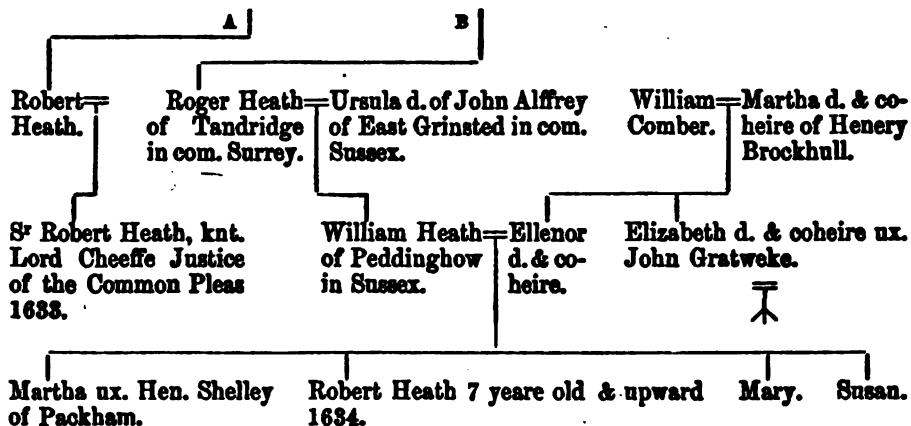 A
B
Robert
Heath.
Roger Heath
of Tandridge
in com. Surrey.
Ursula d. of John Alffrey
of East Grinsted in com.
Sussex.
William
Comber.
Martha d. & co-
heire of Henery
Brockhull.
Sr Robert Heath, knt.
Lord Cheeffe Justice
of the Common Pleas
1633.
William Heath
of Peddinghow
in Sussex.
Ellenor
d. & co-
heire.
Elizabeth d. & coheire ux.
John Gratweke.
Martha ux. Hen. Shelley
of Packham.
Robert Heath 7 yeare old & upward
1634.
Mary.
Susan.